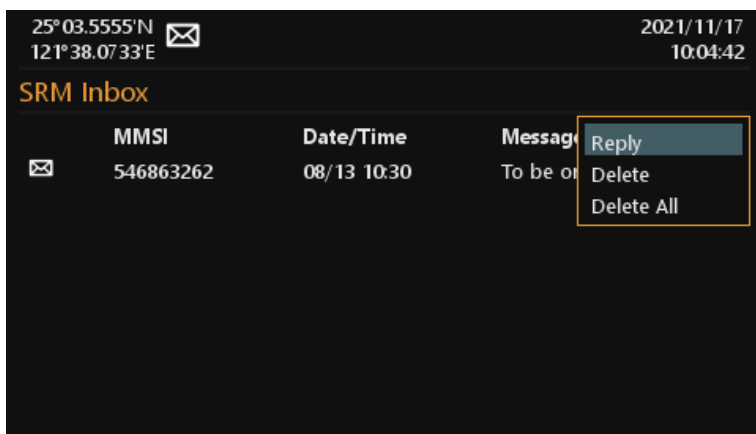 25°03.5555'N
121°38.0733'E
2021/11/17
10:04:42
SRM Inbox
MMSI Date/Time Messag
546863262 08/13 10:30 To be or
Reply
Delete
Delete All